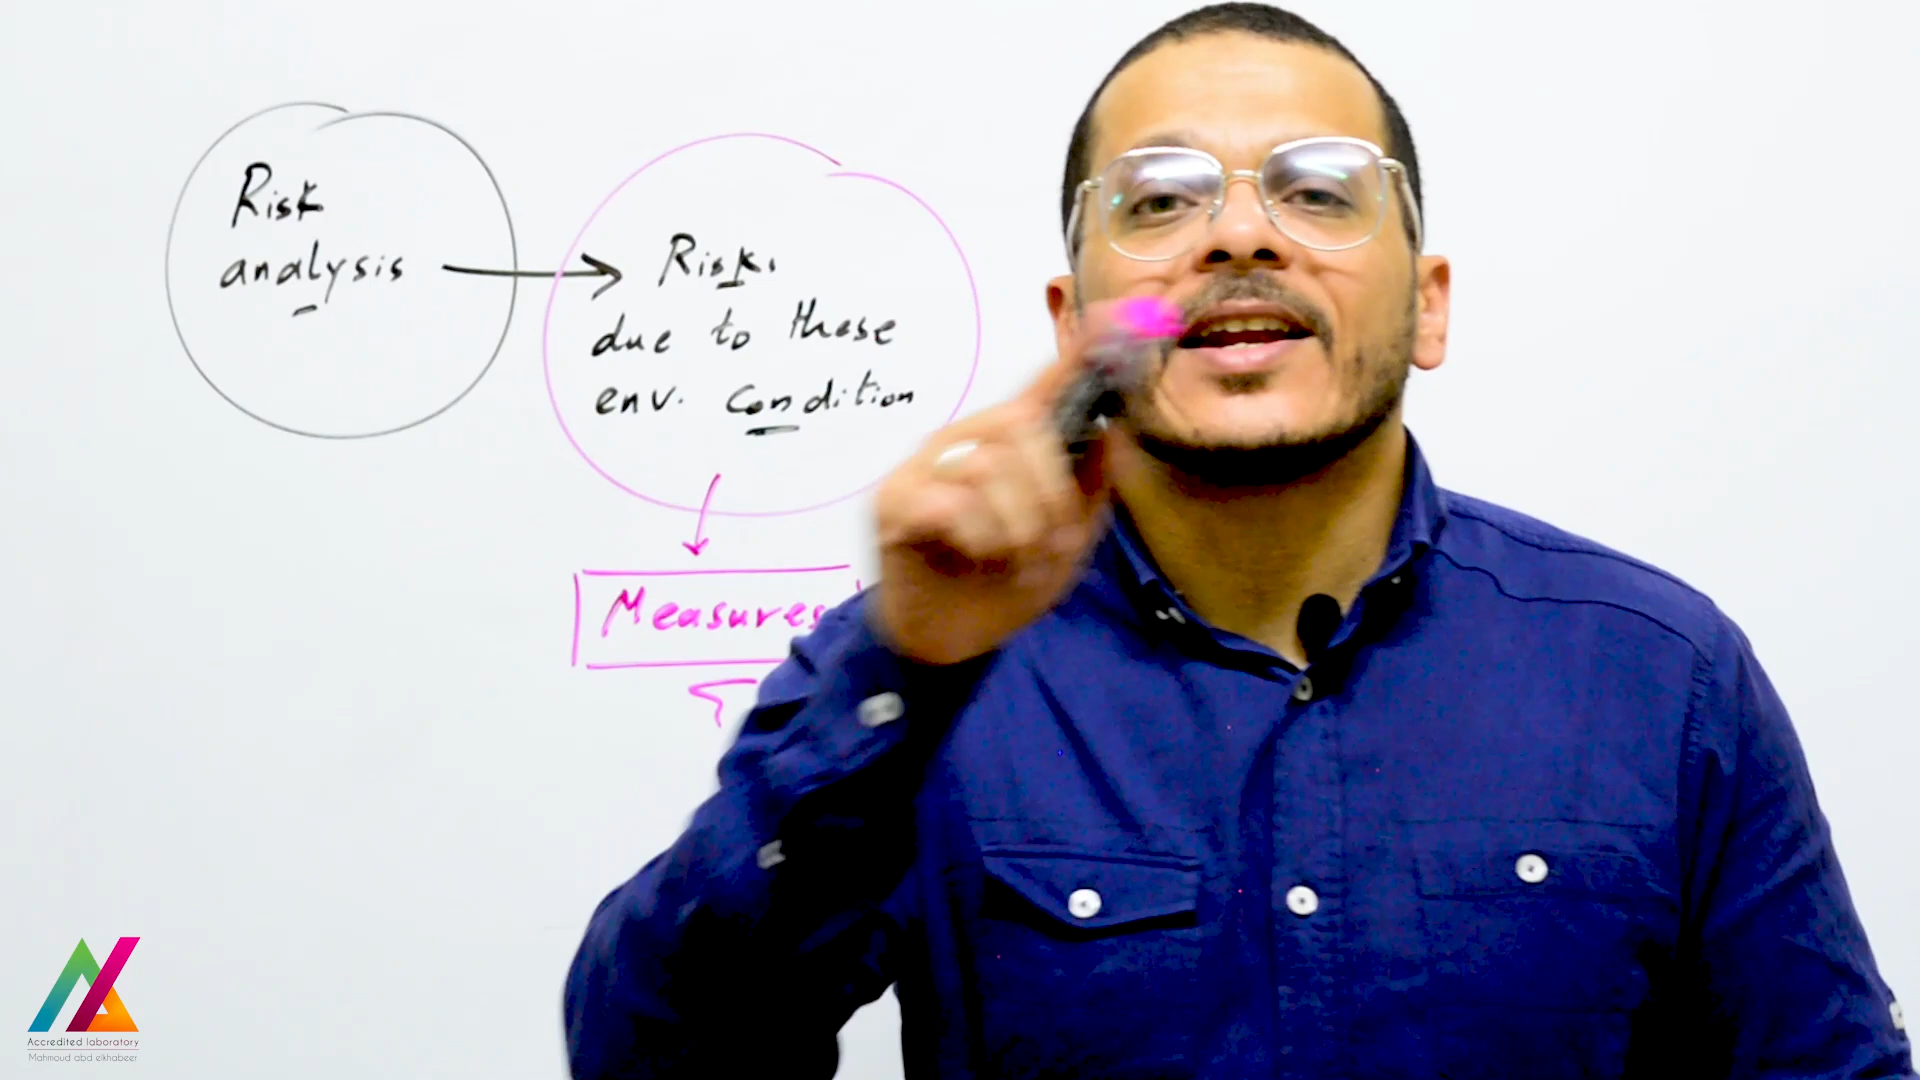 Risk
analysis
Risk.
due to these
env. condition
Measures
Accredited laboratory
Mahmoud abd elkhabeer